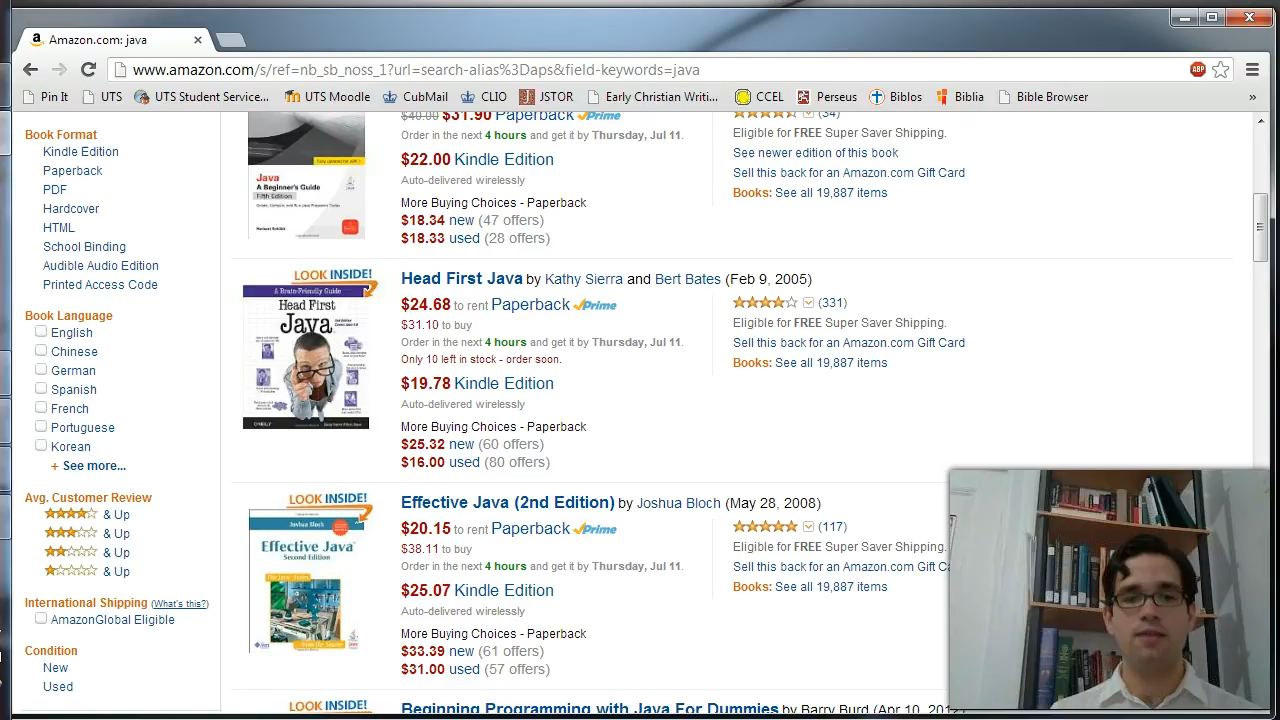 Amazon.com: java
www.amazon.com/s/ref=nb_sb_noss_1?url=search-aliac%3Daps&field-keywords=java
ABP
Pin It UTS UTS Student Service... UTS Moodle CubMail CLIO JSTOR Early Christian Writi... CCEL Perseus Biblos Biblia Bible Browser »
Book Format
Kindle Edition
Paperback
PDF
Hardcover
HTML
School Binding
Audible Audio Edition
Printed Access Code
Book Language
English
Chinese
German
Spanish
French
Portuguese
Korean
+ See more...
Avg. Customer Review
& Up
& Up
& Up
& Up
International Shipping (What's this?)
AmazonGlobal Eligible
Condition
New
Used
Java
A Beginner's Guide
Fifth Edition
$40.00 $31.90 Paperback Prime
Order in the next 4 hours and get it by Thursday, Jul 11.
$22.00 Kindle Edition
Auto-delivered wirelessly
More Buying Choices - Paperback
$18.34 new (47 offers)
$18.33 used (28 offers)
(34)
Eligible for FREE Super Saver Shipping.
See newer edition of this book
Sell this back for an Amazon.com Gift Card
Books: See all 19,887 items
LOOK INSIDE!
A Brain-Friendly Guide
Head First
Java
O'REILLY
Head First Java by Kathy Sierra and Bert Bates (Feb 9, 2005)
$24.68 to rent Paperback Prime
$31.10 to buy
Order in the next 4 hours and get it by Thursday, Jul 11.
Only 10 left in stock - order soon.
$19.78 Kindle Edition
Auto-delivered wirelessly
More Buying Choices - Paperback
$25.32 new (60 offers)
$16.00 used (80 offers)
(331)
Eligible for FREE Super Saver Shipping.
Sell this back for an Amazon.com Gift Card
Books: See all 19,887 items
LOOK INSIDE!
Joshua Bloch
Effective Java
Second Edition
Effective Java (2nd Edition) by Joshua Bloch (May 28, 2008)
$20.15 to rent Paperback Prime
$38.11 to buy
Order in the next 4 hours and get it by Thursday, Jul 11.
$25.07 Kindle Edition
Auto-delivered wirelessly
More Buying Choices - Paperback
$33.39 new (61 offers)
$31.00 used (57 offers)
(117)
Eligible for FREE Super Saver Shipping.
Sell this back for an Amazon.com Gift C
Books: See all 19,887 items
LOOK INSIDE!
Beginning Programming with Java For Dummies by Barry Burd (Apr 10, 2012